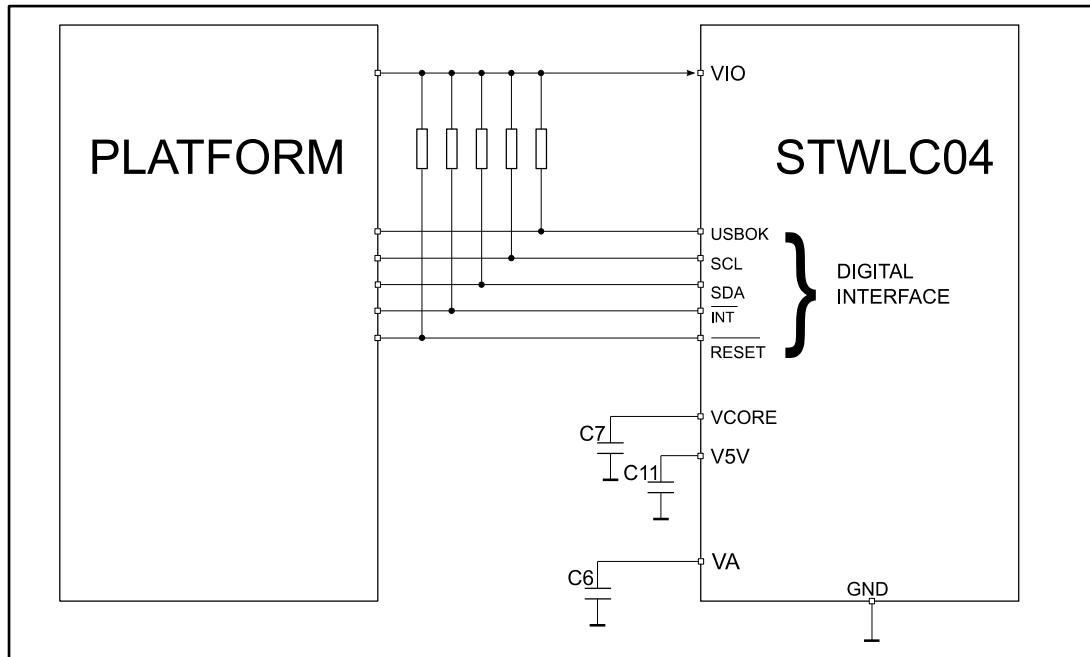 PLATFORM
STWLC04
VIO
USBOK
SCL
SDA
INT
RESET
DIGITAL
INTERFACE
VCORE
C7
V5V
C11
VA
C6
GND